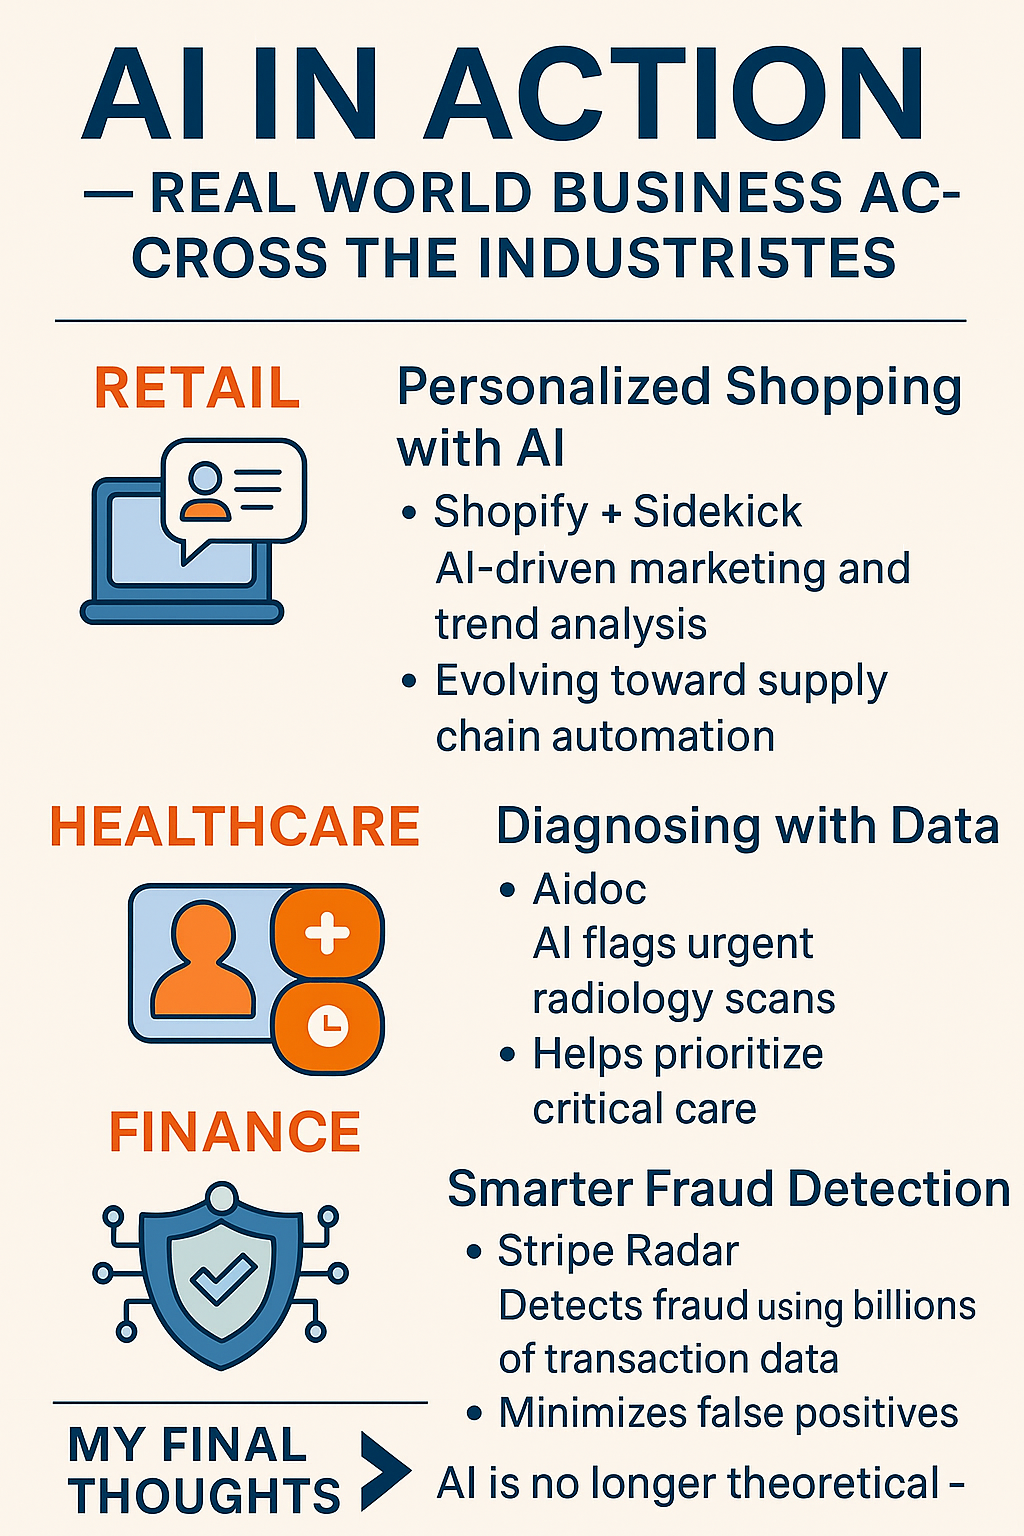 AI IN ACTION
— REAL WORLD BUSINESS AC-
CROSS THE INDUSTRI5TES
RETAIL
Personalized Shopping
with AI
• Shopify + Sidekick
AI-driven marketing and
trend analysis
• Evolving toward supply
chain automation
HEALTHCARE
Diagnosing with Data
• Aidoc
AI flags urgent
radiology scans
• Helps prioritize
critical care
FINANCE
Smarter Fraud Detection
• Stripe Radar
Detects fraud using billions
of transaction data
• Minimizes false positives
MY FINAL
THOUGHTS
AI is no longer theoretical –